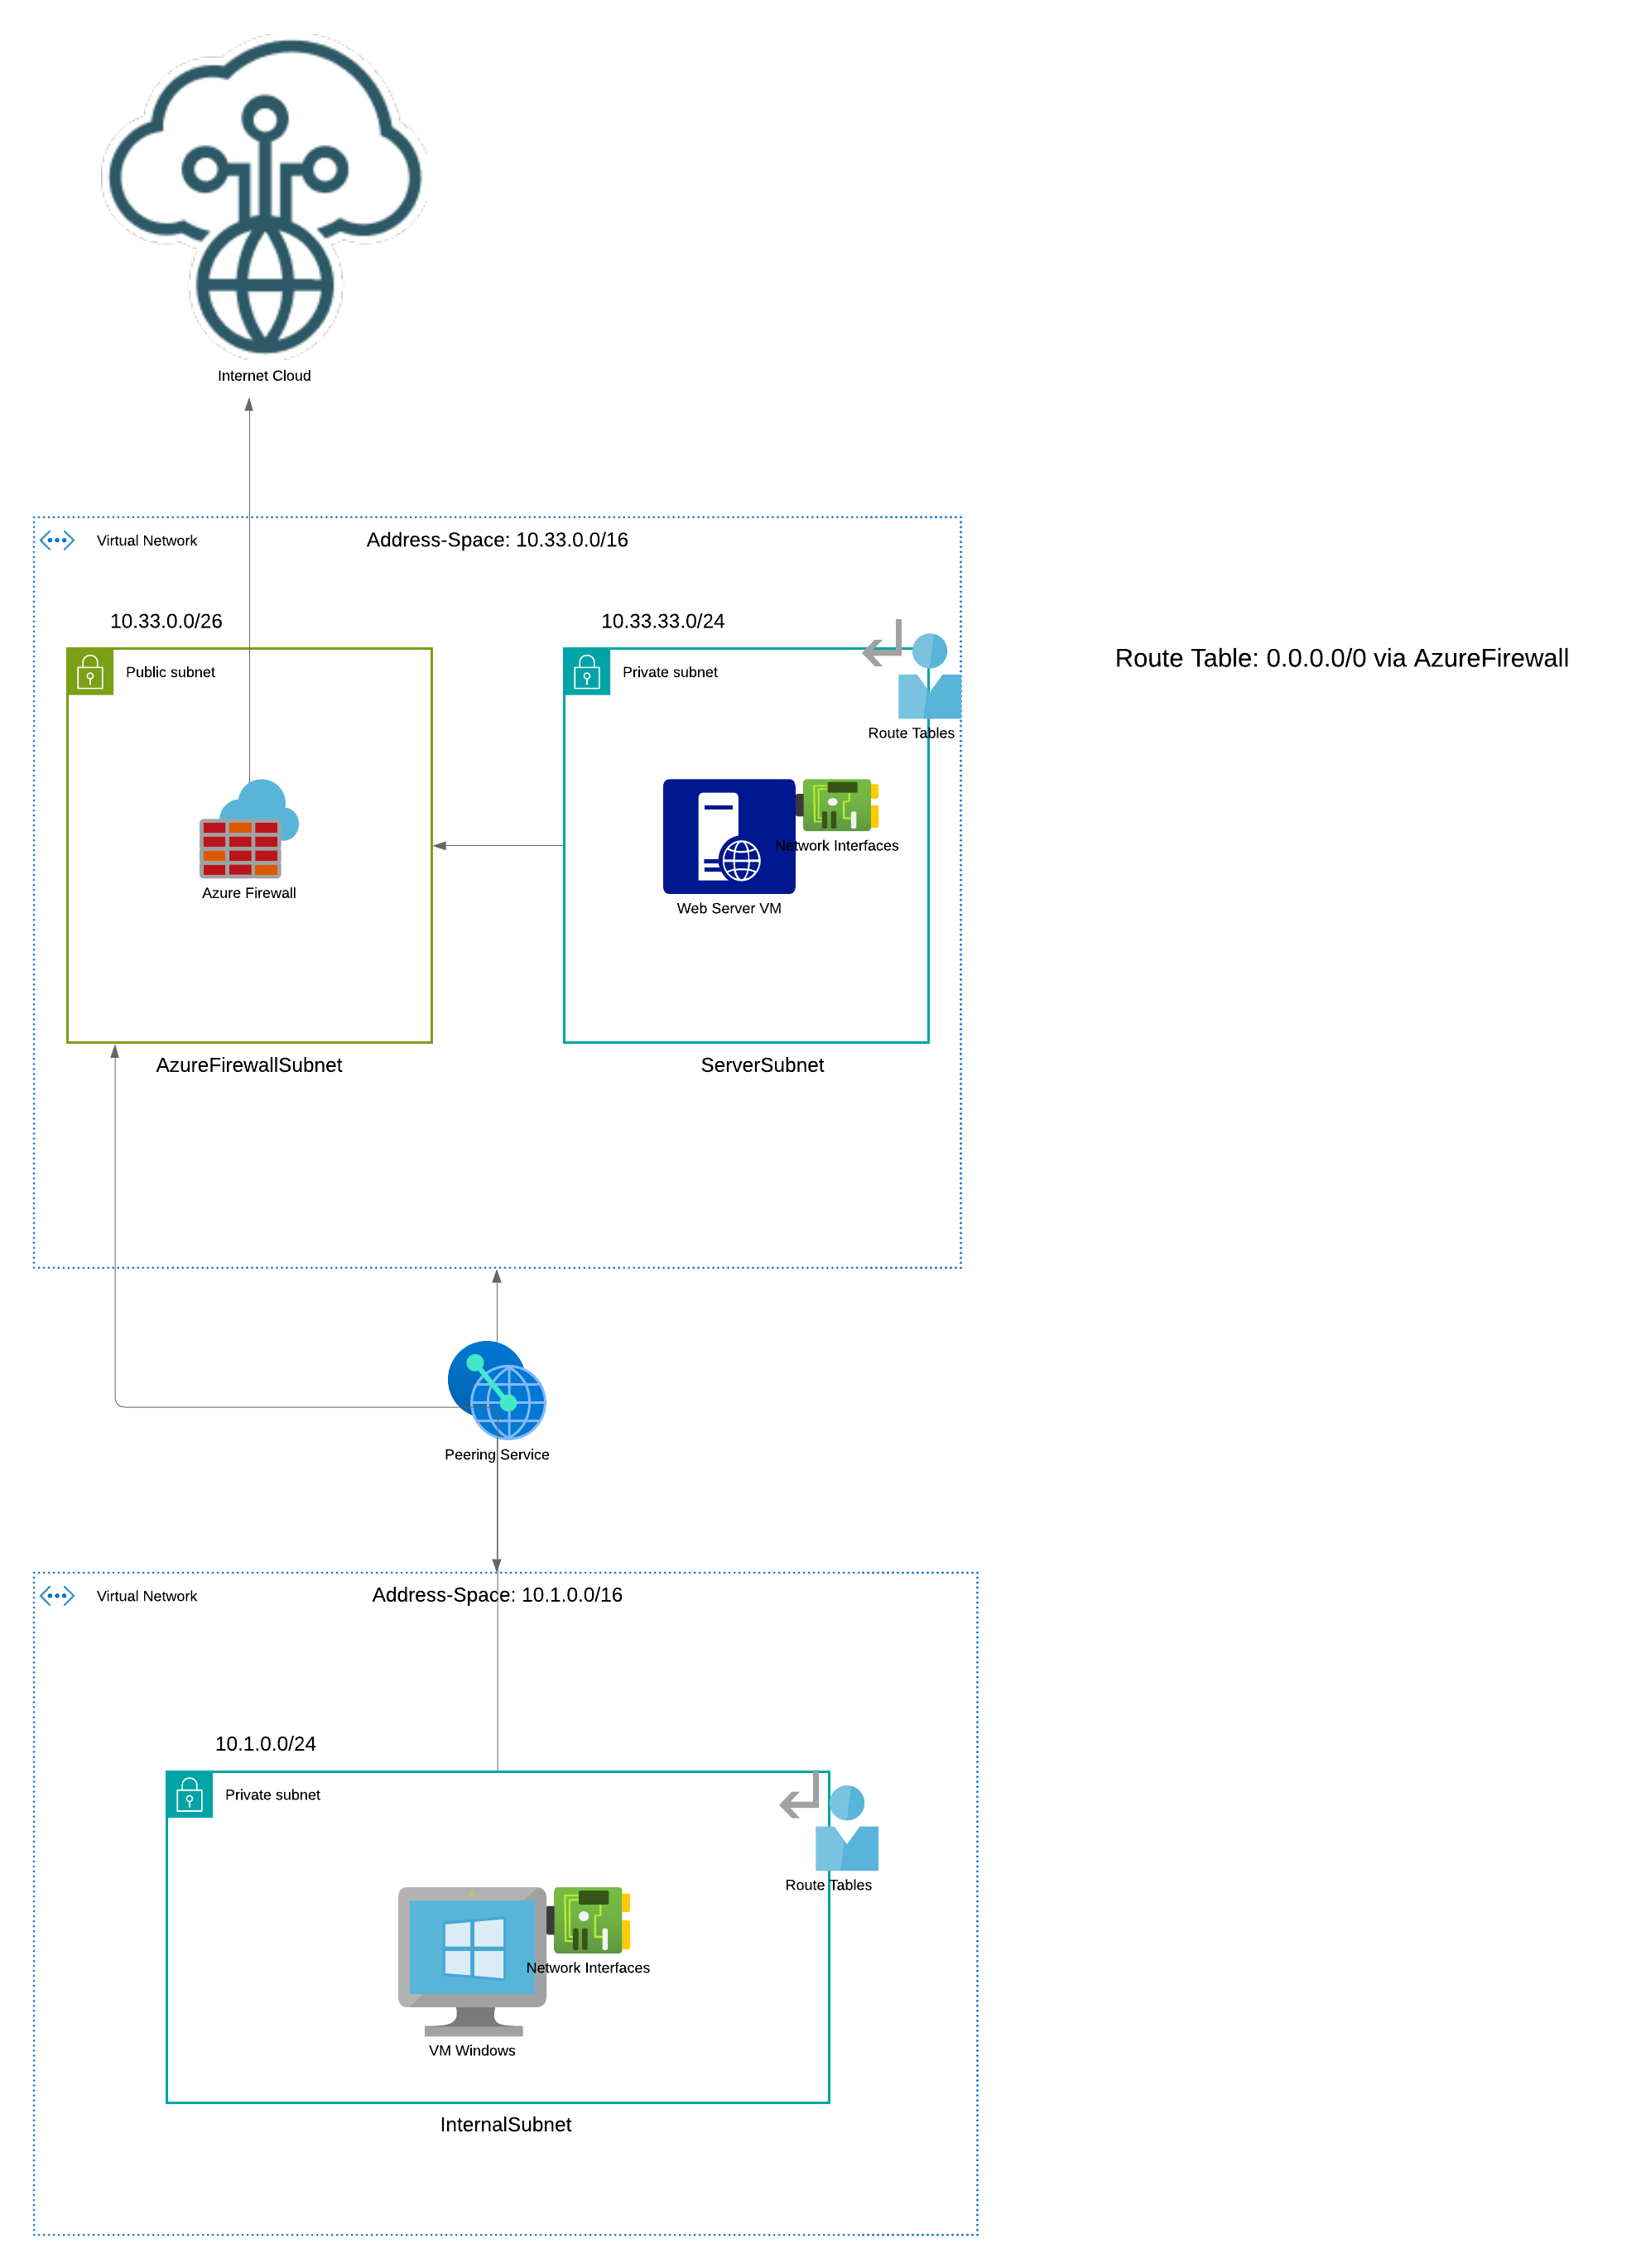 Internet Cloud
Virtual Network
Address-Space: 10.33.0.0/16
10.33.0.0/26
10.33.33.0/24
Public subnet
Private subnet
Route Table: 0.0.0.0/0 via AzureFirewall
Route Tables
Network Interfaces
Azure Firewall
Web Server VM
AzureFirewallSubnet
ServerSubnet
Peering Service
Virtual Network
Address-Space: 10.1.0.0/16
10.1.0.0/24
Private subnet
Route Tables
Network Interfaces
VM Windows
InternalSubnet